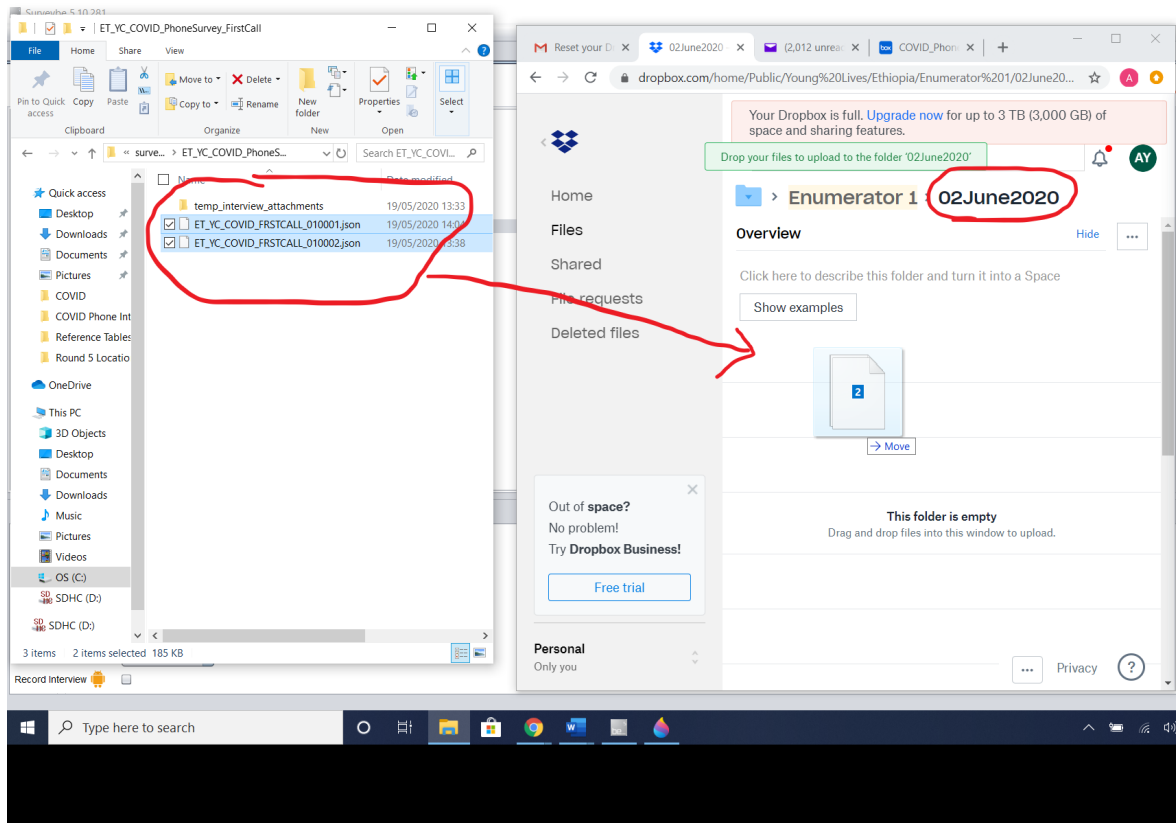 Surveybe 5.10.281
ET_YC_COVID_PhoneSurvey_FirstCall
File Home Share View
Pin to Quick access
Copy
Paste
Move to
Copy to
Delete
Rename
New folder
Properties
Select
Clipboard Organize New Open
« surve... > ET_YC_COVID_PhoneS...
Search ET_YC_COVI...
Name Date modified
Quick access
Desktop
Downloads
Documents
Pictures
COVID
COVID Phone Int
Reference Tables
Round 5 Locatio
OneDrive
This PC
3D Objects
Desktop
Documents
Downloads
Music
Pictures
Videos
OS (C:)
SDHC (D:)
SDHC (D:)
temp_interview_attachments 19/05/2020 13:33
ET_YC_COVID_FRSTCALL_010001.json 19/05/2020 14:04
ET_YC_COVID_FRSTCALL_010002.json 19/05/2020 13:38
3 items 2 items selected 185 KB
Record Interview
Reset your D
02June2020
(2,012 unrea
COVID_Phon
dropbox.com/home/Public/Young%20Lives/Ethiopia/Enumerator%201/02June20...
A
Your Dropbox is full. Upgrade now for up to 3 TB (3,000 GB) of
space and sharing features.
Drop your files to upload to the folder '02June2020'
AY
Home
Files
Shared
File requests
Deleted files
Enumerator 1 02June2020
Overview Hide
Click here to describe this folder and turn it into a Space
Show examples
2
Move
This folder is empty
Drag and drop files into this window to upload.
Out of space?
No problem!
Try Dropbox Business!
Free trial
Personal
Only you
Privacy
?
Type here to search